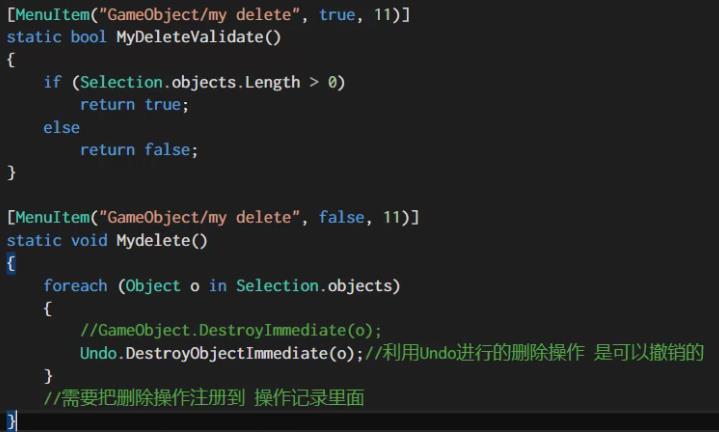 [MenuItem("GameObject/my delete", true, 11)]
static bool MyDeleteValidate()
{
    if (Selection.objects.Length > 0)
        return true;
    else
        return false;
}

[MenuItem("GameObject/my delete", false, 11)]
static void Mydelete()
{
    foreach (Object o in Selection.objects)
    {
        //GameObject.DestroyImmediate(o);
        Undo.DestroyObjectImmediate(o);//利用Undo进行的删除操作 是可以撤销的
    }
    //需要把删除操作注册到 操作记录里面
}